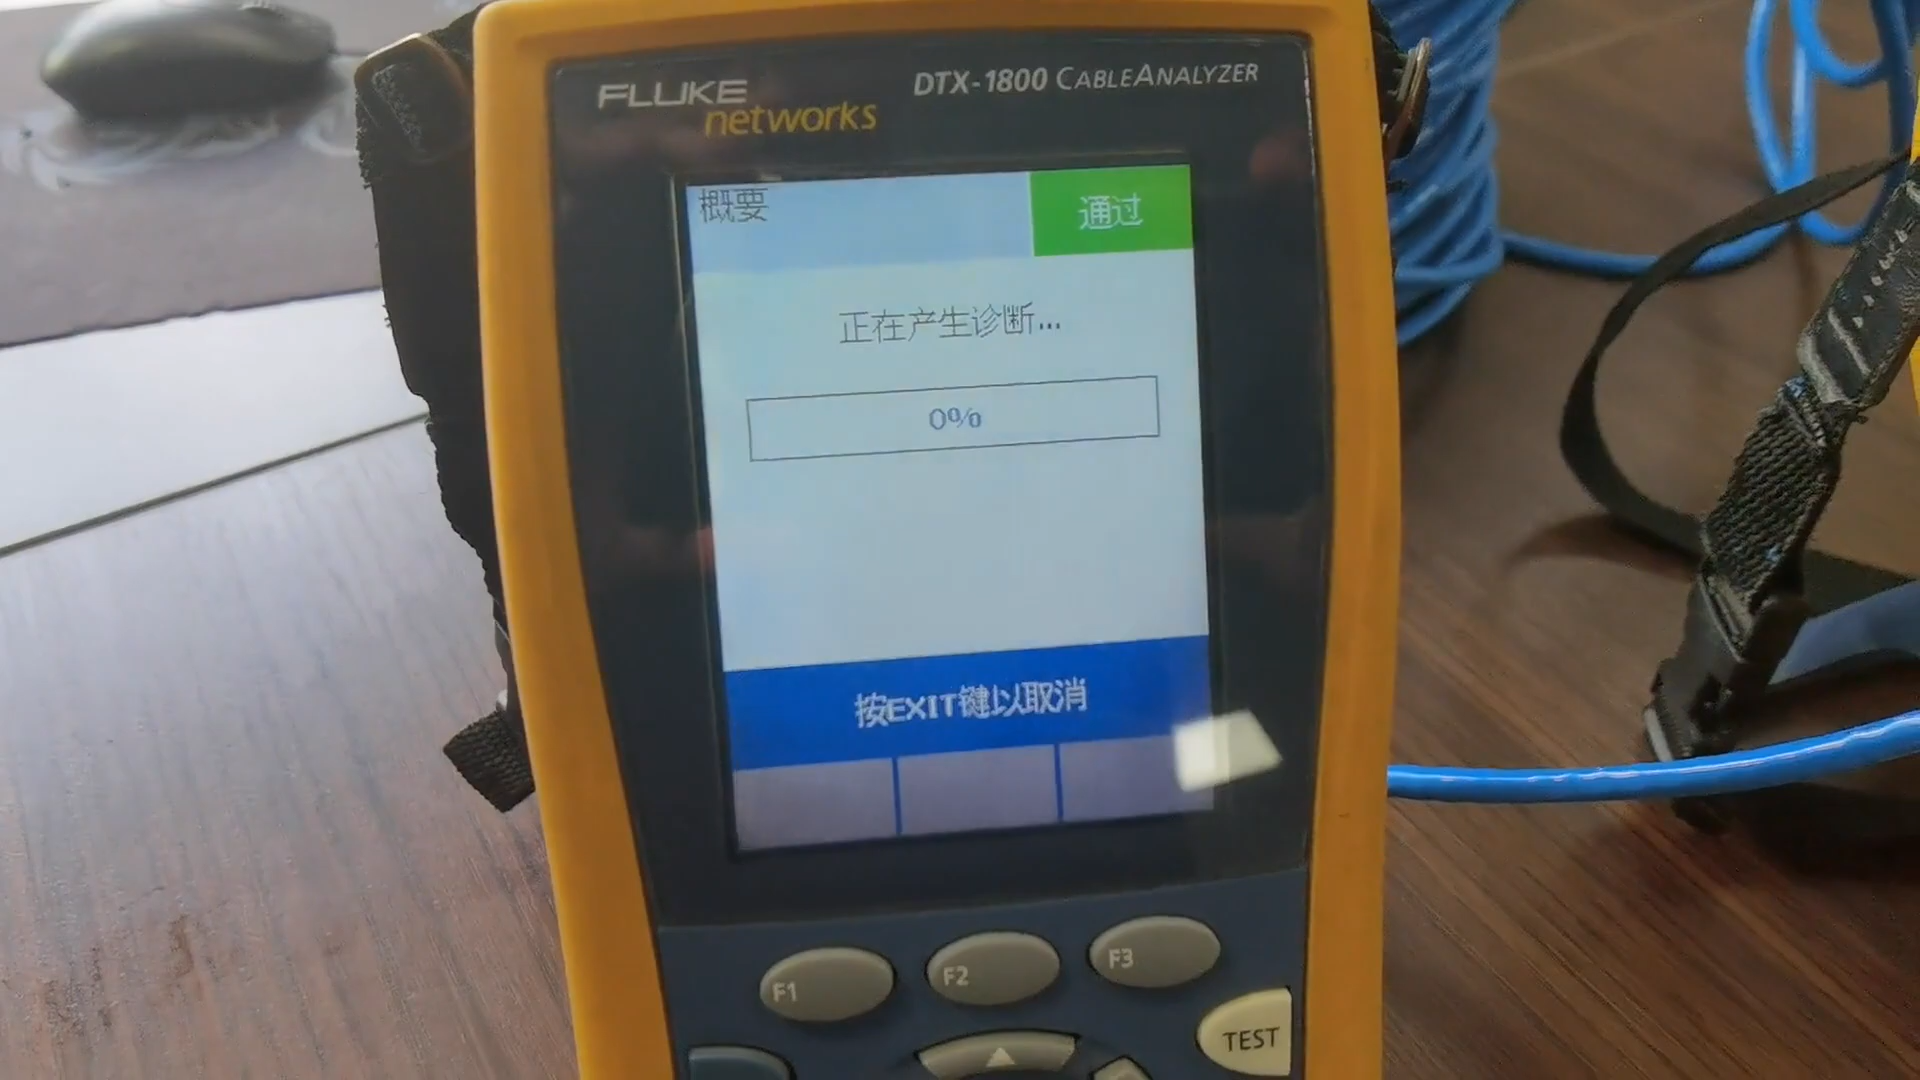 FLUKE
networks
DTX-1800 CABLEANALYZER
概要
通过
正在产生诊断...
0%
按EXIT键以取消
F1
F2
F3
TEST